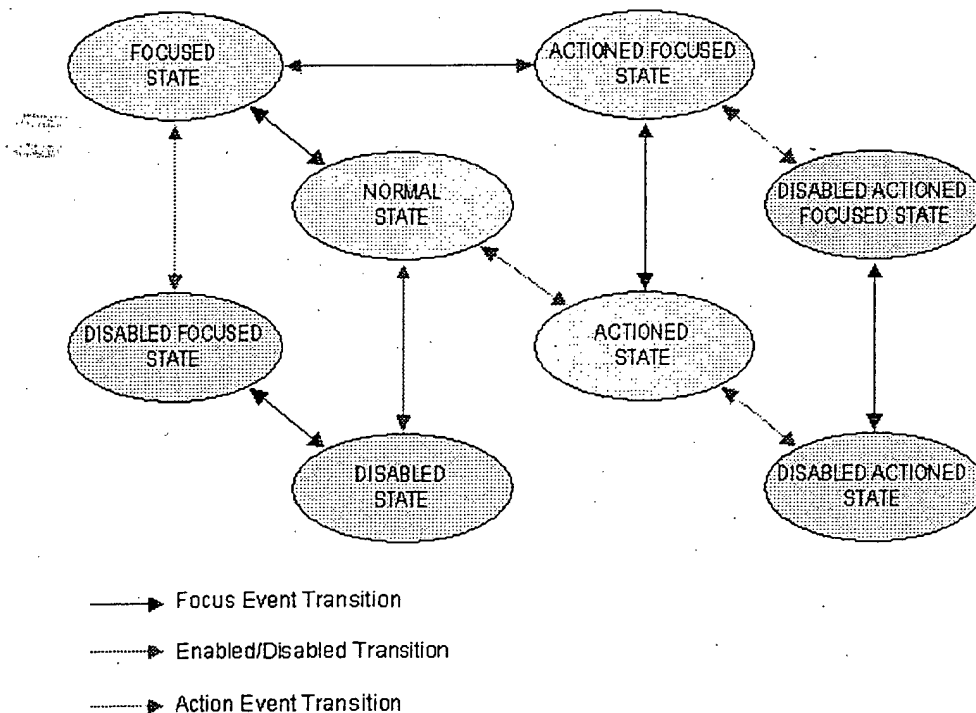 FOCUSED
STATE
ACTIONED FOCUSED
STATE
NORMAL
STATE
DISABLED ACTIONED
FOCUSED STATE
DISABLED FOCUSED
STATE
ACTIONED
STATE
DISABLED
STATE
DISABLED ACTIONED
STATE
Focus Event Transition
Enabled/Disabled Transition
Action Event Transition